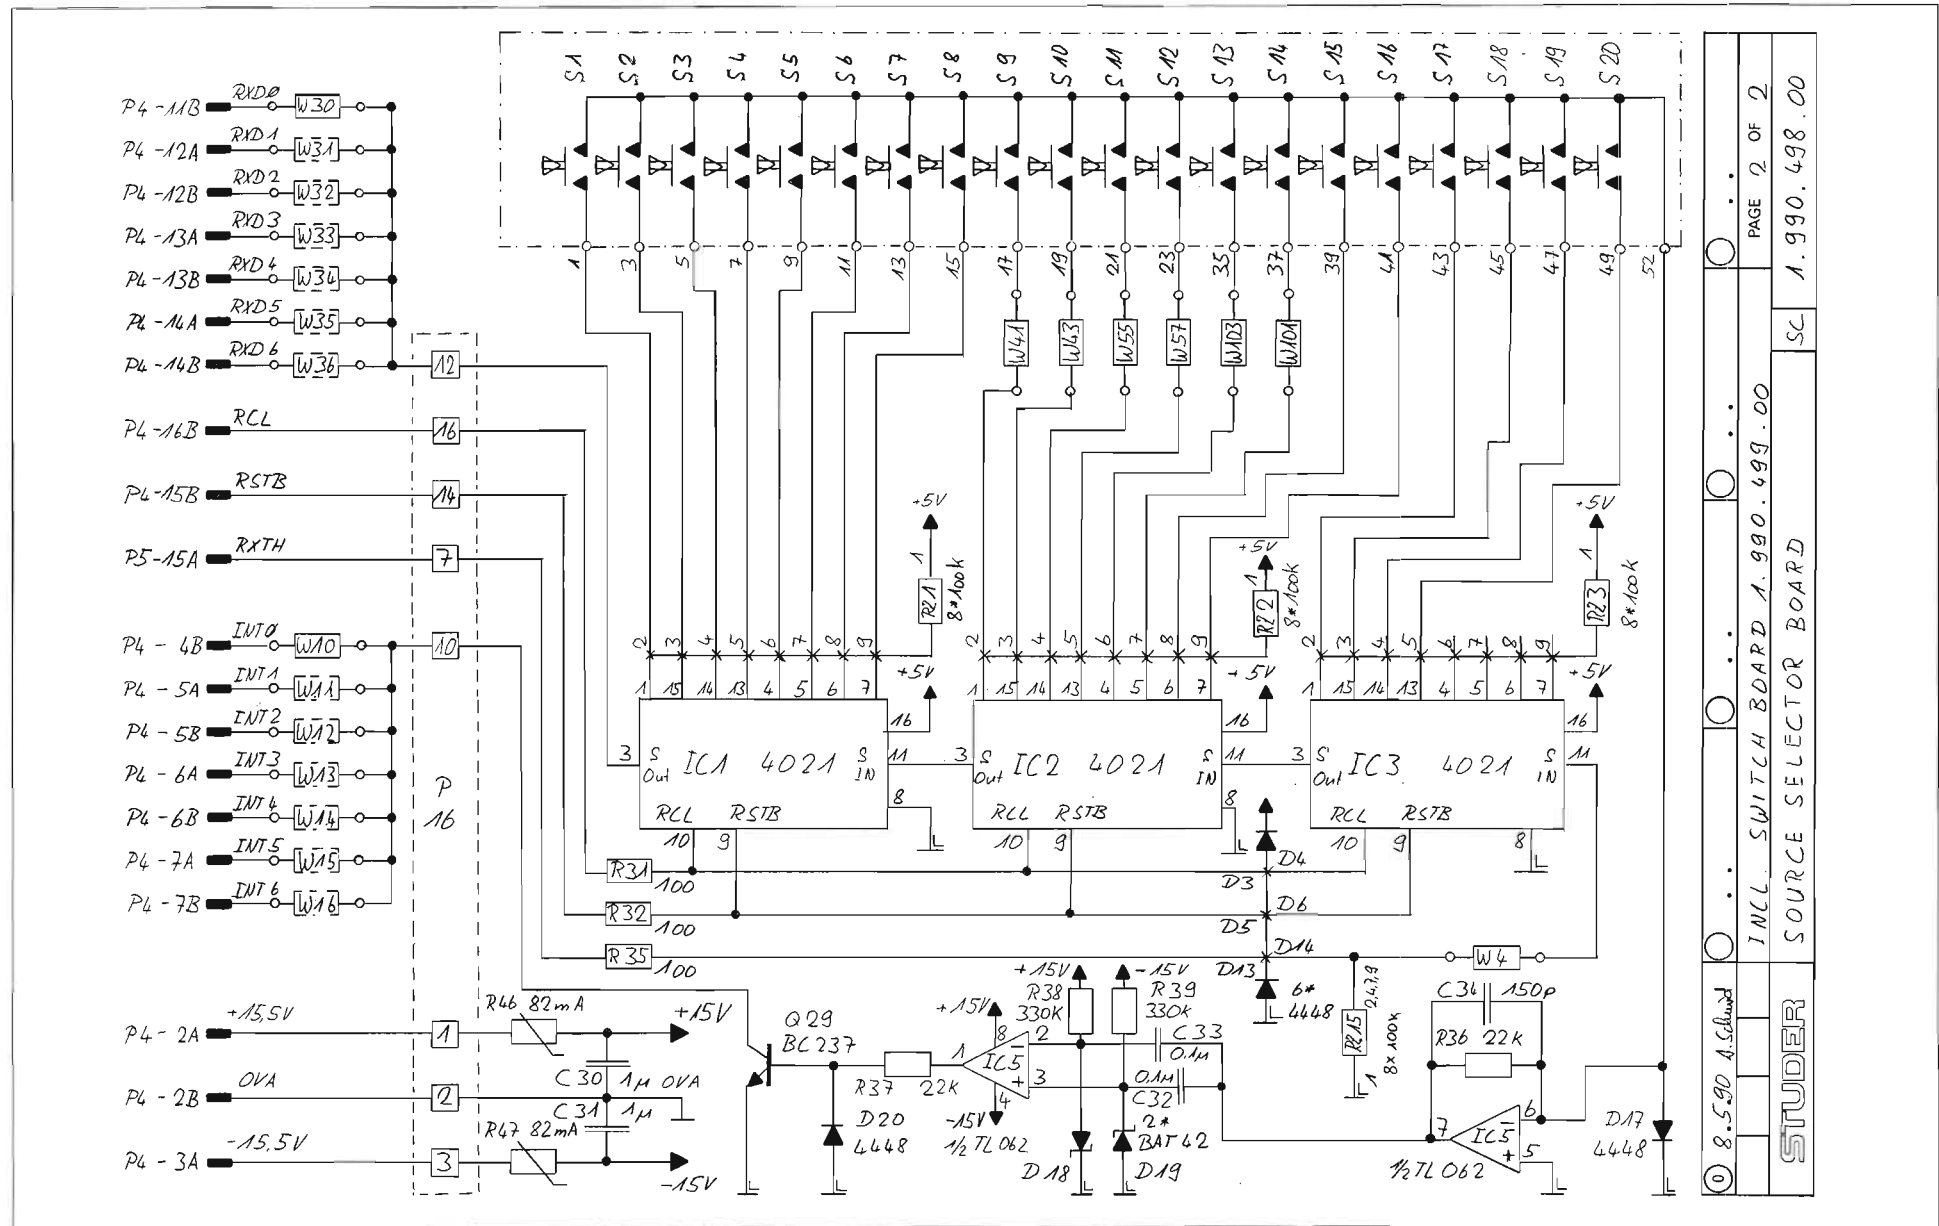 S1 S2 S3 S4 S5 S6 S7 S8 S9 S10 S11 S12 S13 S14 S15 S16 S17 S18 S19 S20
1 3 5 7 9 11 13 15 17 19 21 23 35 37 39 41 43 45 47 49 52
W41 W43 W55 W57 W103 W101
P4-11B RXD0 W30
P4-12A RXD1 W31
P4-12B RXD2 W32
P4-13A RXD3 W33
P4-13B RXD4 W34
P4-14A RXD5 W35
P4-14B RXD6 W36 12
P4-16B RCL 16
P4-15B RSTB 14
P5-15A RXTH 7
P4-4B INT0 W10 10
P4-5A INT1 W11
P4-5B INT2 W12
P4-6A INT3 W13
P4-6B INT4 W14
P4-7A INT5 W15
P4-7B INT6 W16
P16
P4-2A +15,5V 1 R46 82mA +15V
C30 1µ 0VA
P4-2B 0VA 2
C31 1µ
P4-3A -15,5V 3 R47 82mA -15V
+5V 1 R21 8*100k
+5V 1 R22 8*100k
+5V 1 R23 8*100k
2 3 4 5 6 7 8 9
2 3 4 5 6 7 8 9
2 3 4 5 6 7 8 9
+5V +5V
1 15 14 13 4 5 6 7 16
1 15 14 13 4 5 6 7 16
1 15 14 13 4 5 6 7 16
3 S Out IC1 4021 S IN 11
3 S Out IC2 4021 S IN 11
3 S Out IC3 4021 S IN 11
RCL RSTB 8
RCL RSTB 8
RCL RSTB
10 9 10 9 10 9 8
R31 100 D3 D4
R32 100 D5 D6
R35 100 D13 D14
6* 4448
W4
2,4,7,9
R215 8x100k 1
Q29 BC237
R37 22K
D20 4448
+15V 8 1 IC5 - 2 + 3 4
-15V ½TL062
+15V R38 330K
-15V R39 330K
C33 0.1µ
0.1µ C32
2* BAT42
D18 D19
C34 150p
R36 22K
7 IC5 - 6 + 5
½TL062
D17 4448
PAGE 2 OF 2
1.990.498.00
SC
INCL. SWITCH BOARD 1.990.499.00
SOURCE SELECTOR BOARD
0 8.5.90
STUDER